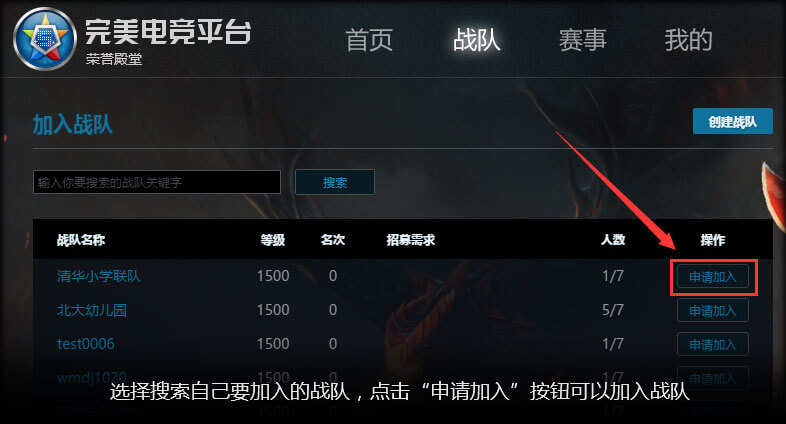 完美电竞平台
荣誉殿堂
首页 战队 赛事 我的
加入战队
创建战队
输入你要搜索的战队关键字
搜索
战队名称 等级 名次 招募需求 人数 操作
清华小学联队 1500 0 1/7 申请加入
北大幼儿园 1500 0 5/7 申请加入
test0006 1500 0 1/7 申请加入
wmdj1020 1500 0 1/7 申请加入
选择搜索自己要加入的战队，点击“申请加入”按钮可以加入战队